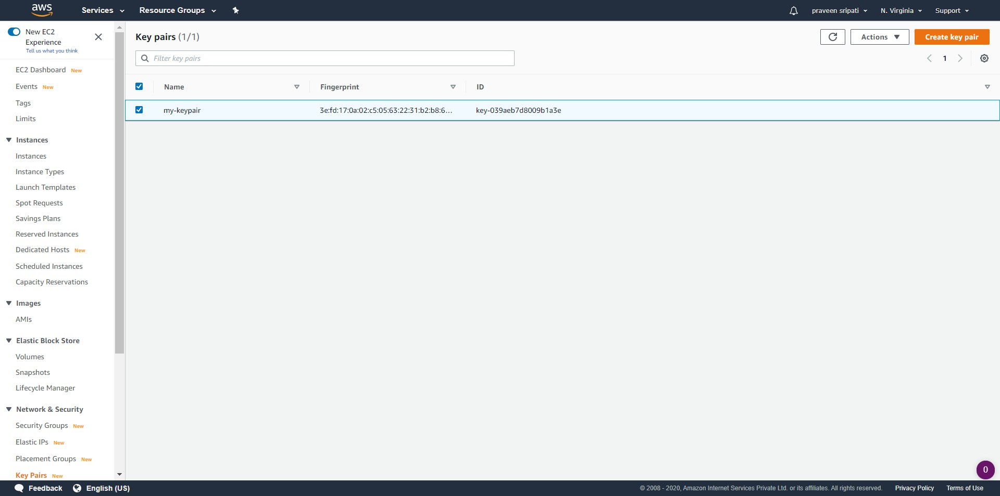 aws Services Resource Groups praveen sripati N. Virginia Support
New EC2
Experience
Tell us what you think
EC2 Dashboard New
Events New
Tags
Limits
Instances
Instances
Instance Types
Launch Templates
Spot Requests
Savings Plans
Reserved Instances
Dedicated Hosts New
Scheduled Instances
Capacity Reservations
Images
AMIs
Elastic Block Store
Volumes
Snapshots
Lifecycle Manager
Network & Security
Security Groups New
Elastic IPs New
Placement Groups New
Key Pairs New
Key pairs (1/1) Actions Create key pair
Filter key pairs 1
Name Fingerprint ID
my-keypair 3e:fd:17:0a:02:c5:05:63:22:31:b2:b8:6... key-039aeb7d8009b1a3e
0
Feedback English (US) © 2008 - 2020, Amazon Internet Services Private Ltd. or its affiliates. All rights reserved. Privacy Policy Terms of Use